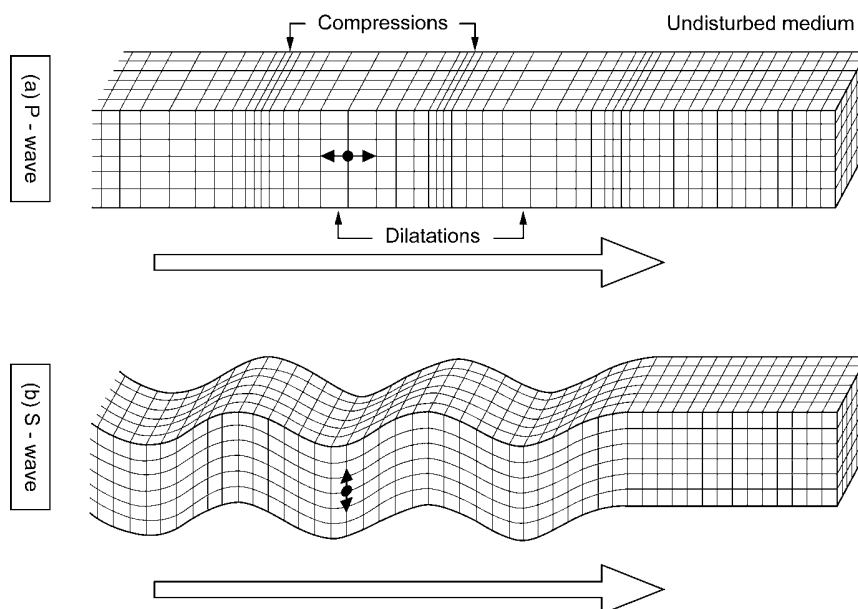 Compressions
Undisturbed medium
(a) P - wave
Dilatations
(b) S - wave